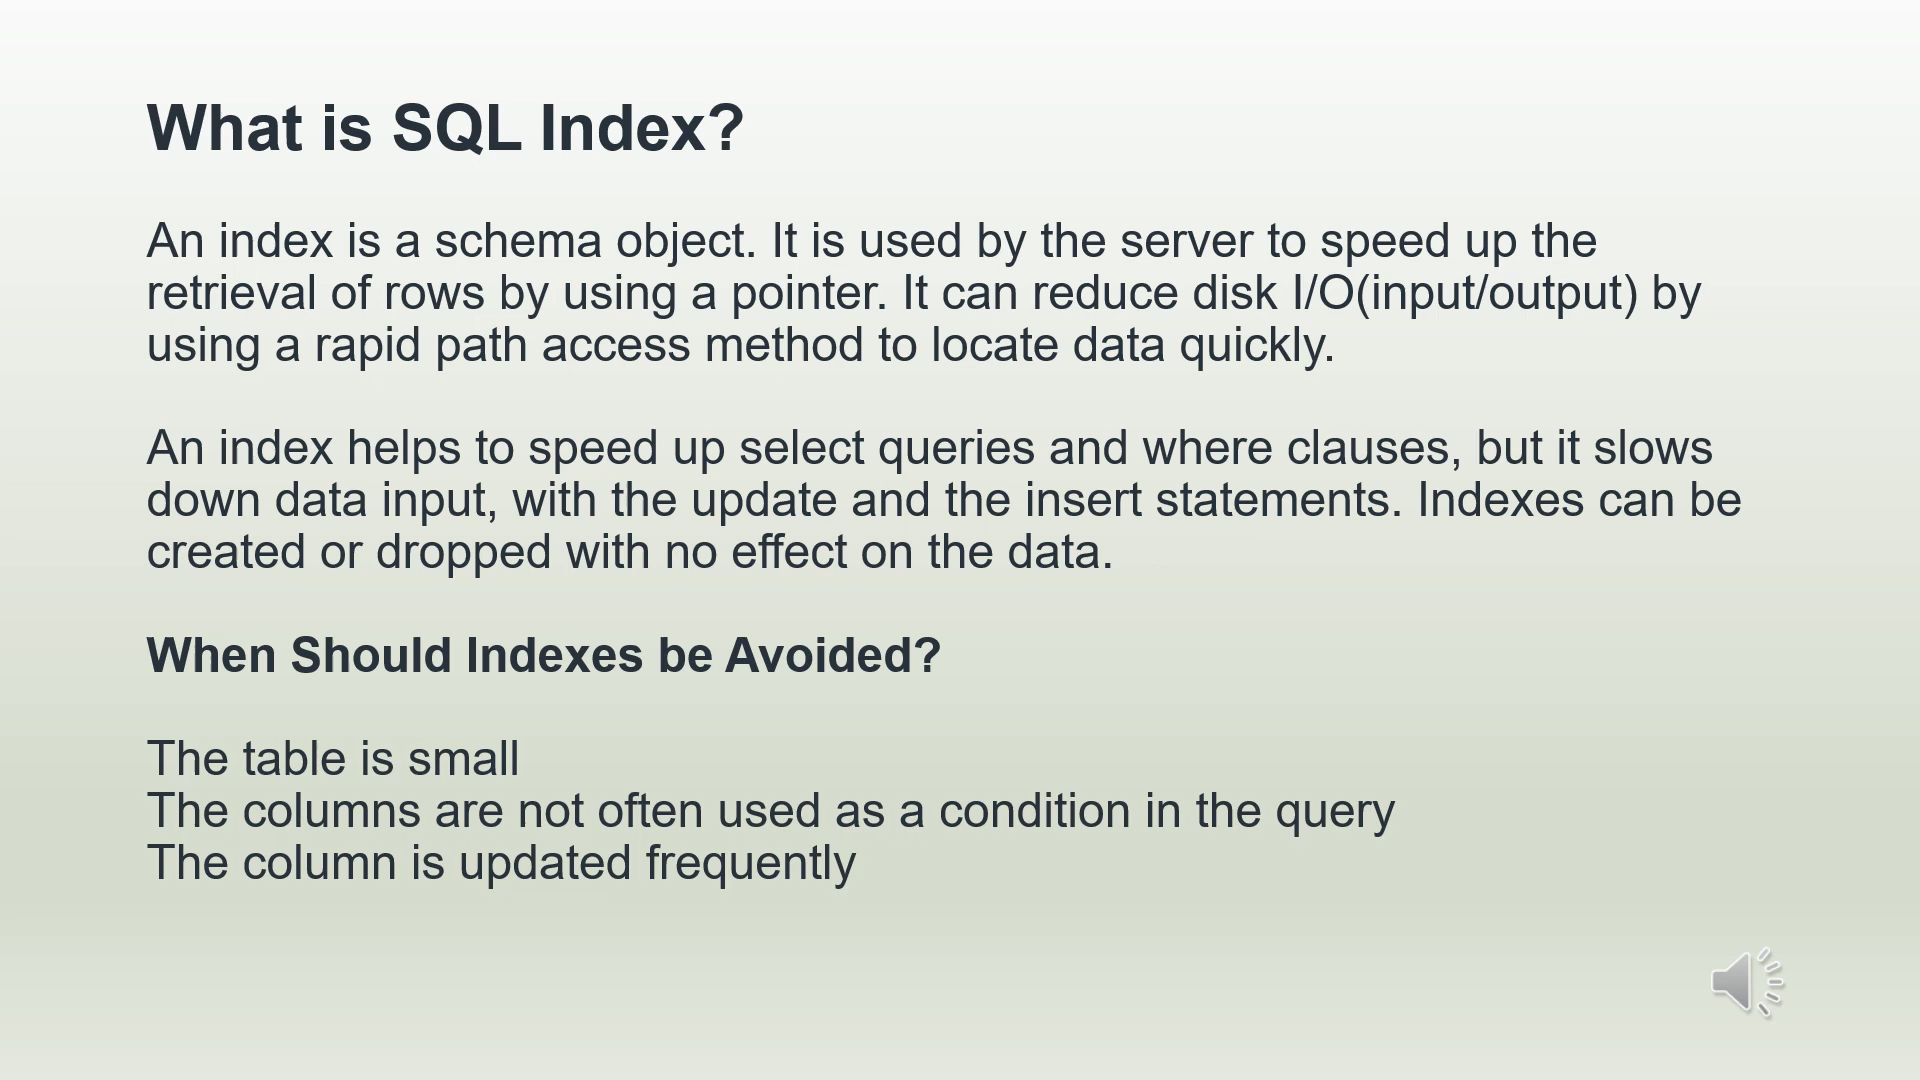 What is SQL Index?
An index is a schema object. It is used by the server to speed up the
retrieval of rows by using a pointer. It can reduce disk I/O(input/output) by
using a rapid path access method to locate data quickly.
An index helps to speed up select queries and where clauses, but it slows
down data input, with the update and the insert statements. Indexes can be
created or dropped with no effect on the data.
When Should Indexes be Avoided?
The table is small
The columns are not often used as a condition in the query
The column is updated frequently